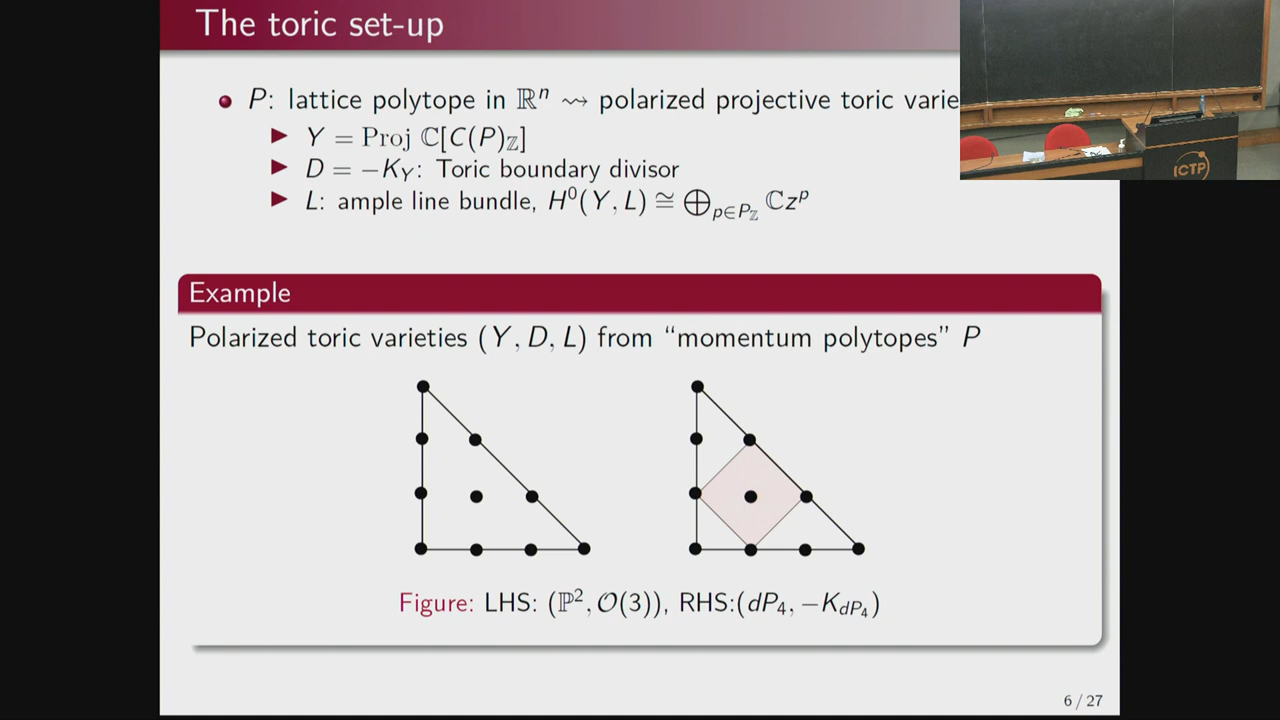 The toric set-up
P: lattice polytope in ℝⁿ ⇝ polarized projective toric varie
Y = Proj ℂ[C(P)_ℤ]
D = −K_Y: Toric boundary divisor
L: ample line bundle, H⁰(Y, L) ≅ ⊕_{p∈P_ℤ} ℂz^p
ICTP
Example
Polarized toric varieties (Y, D, L) from “momentum polytopes” P
Figure: LHS: (ℙ², 𝒪(3)), RHS:(dP₄, −K_{dP₄})
6 / 27